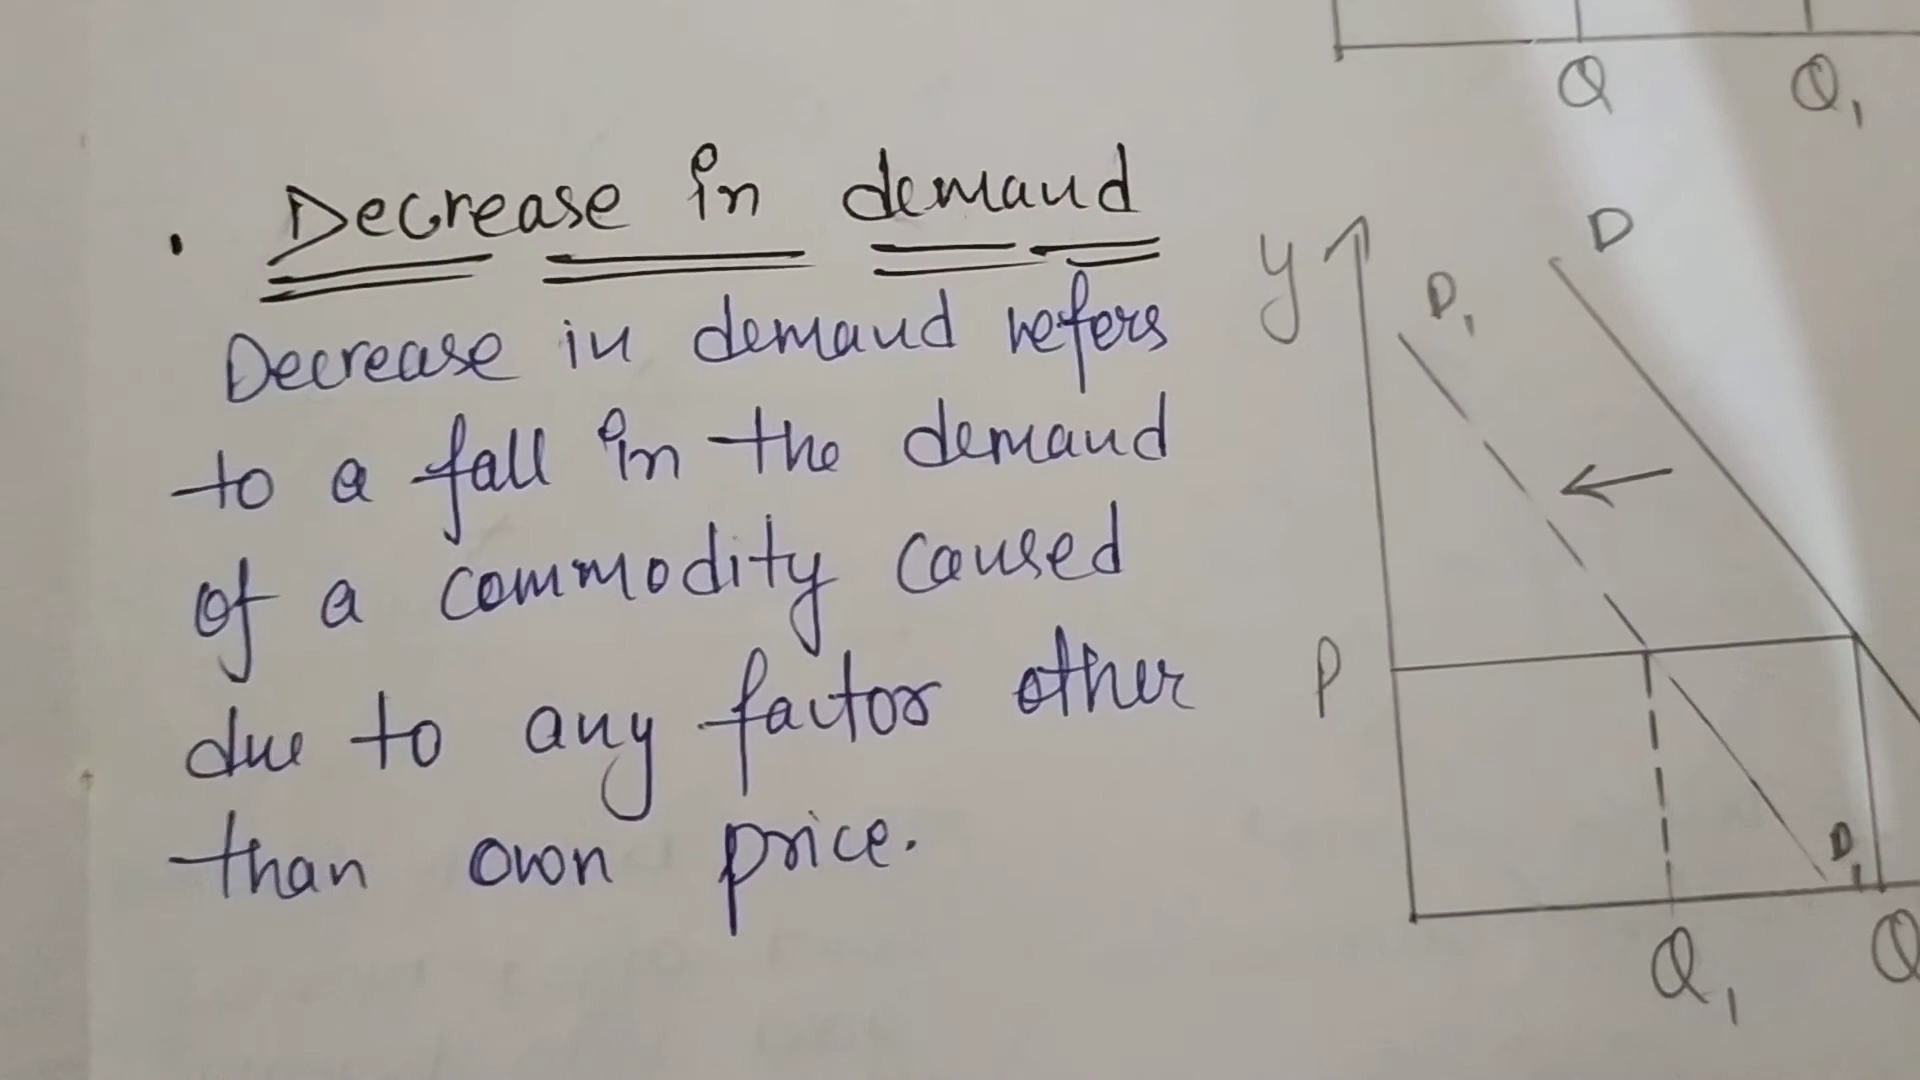 Q Q1
. Decrease in demand
Decrease in demand refers
to a fall in the demand
of a commodity caused
due to any factor other
than own price.
y
D
D1
P
D1
Q1 Q